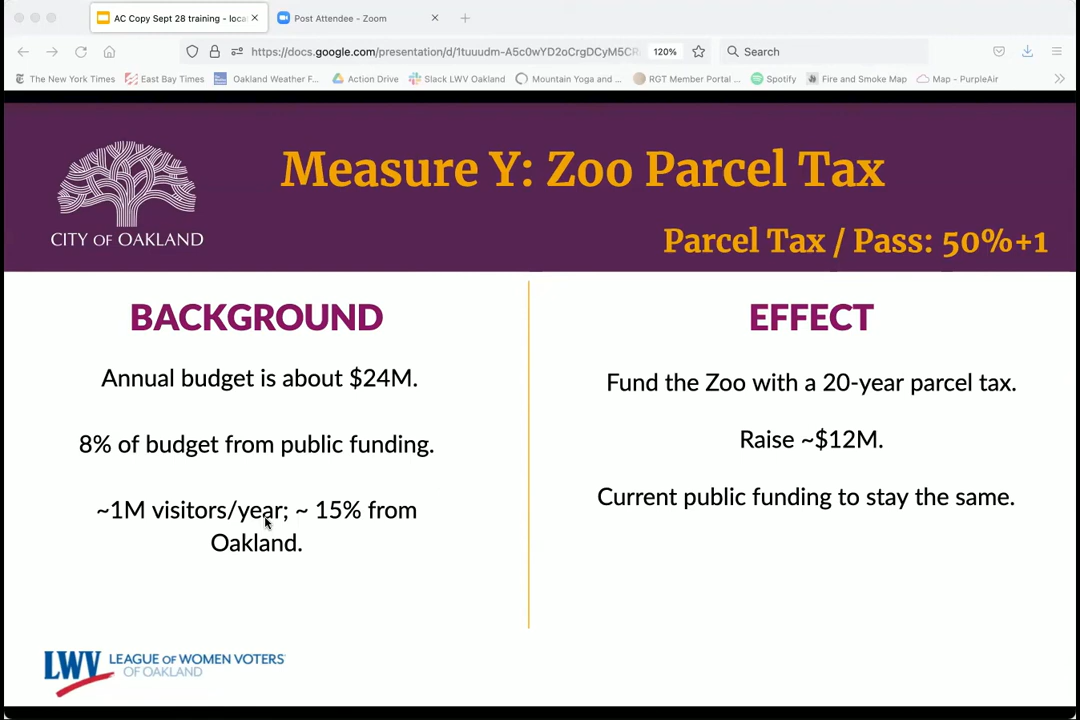 AC Copy Sept 28 training - loca
Post Attendee - Zoom
https://docs.google.com/presentation/d/1tuuudm-A5c0wYD2oCrgDCyM5CR
120%
Search
The New York Times
East Bay Times
Oakland Weather F...
Action Drive
Slack LWV Oakland
Mountain Yoga and ...
RGT Member Portal ...
Spotify
Fire and Smoke Map
Map - PurpleAir
CITY OF OAKLAND
Measure Y: Zoo Parcel Tax
Parcel Tax / Pass: 50%+1
BACKGROUND
Annual budget is about $24M.
8% of budget from public funding.
~1M visitors/year; ~ 15% from
Oakland.
EFFECT
Fund the Zoo with a 20-year parcel tax.
Raise ~$12M.
Current public funding to stay the same.
LWV LEAGUE OF WOMEN VOTERS®
OF OAKLAND